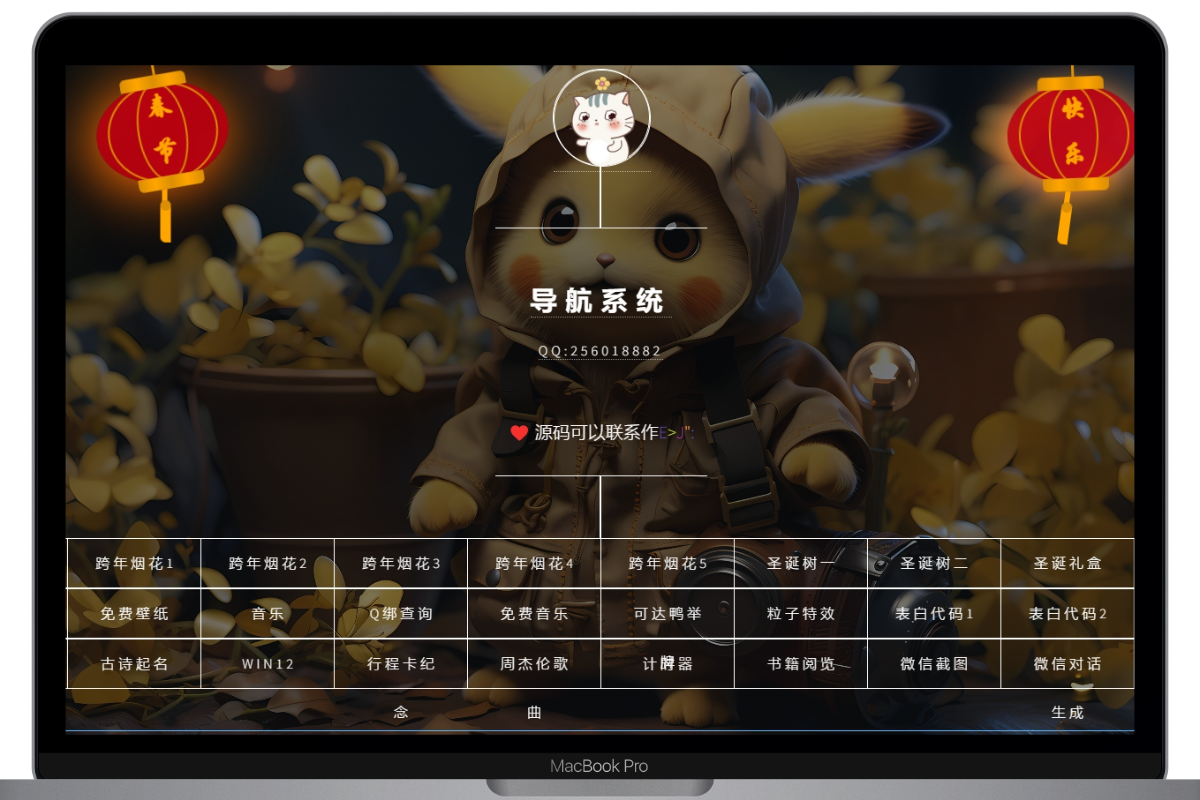 春
节
快
乐
导航系统
QQ:256018882
源码可以联系作E>J":
跨年烟花1 跨年烟花2 跨年烟花3 跨年烟花4 跨年烟花5 圣诞树一 圣诞树二 圣诞礼盒
免费壁纸 音乐 Q绑查询 免费音乐 可达鸭举 粒子特效 表白代码1 表白代码2
古诗起名 WIN12 行程卡纪 周杰伦歌 计 器 书籍阅览 微信截图 微信对话
念 曲 生成
MacBook Pro